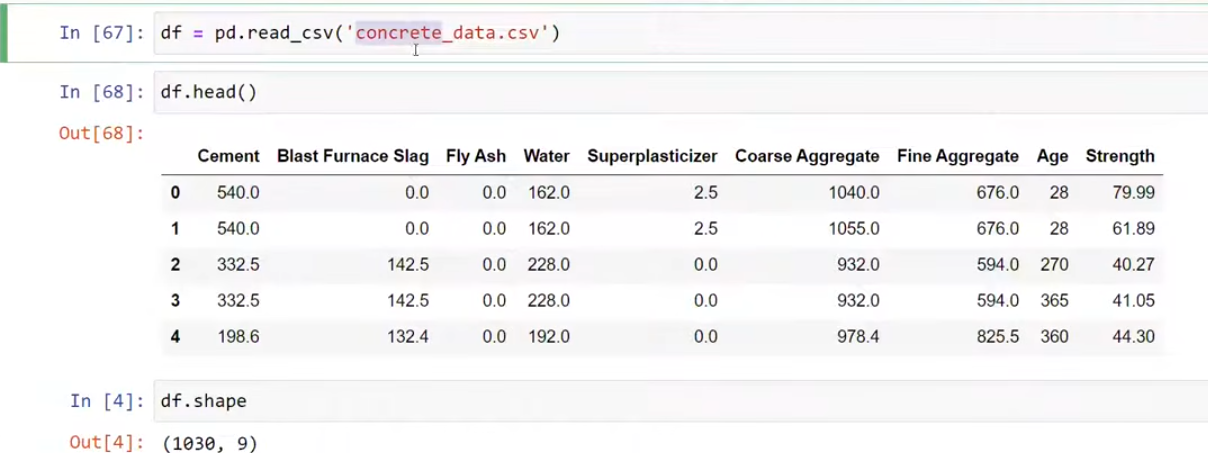 In [67]: df = pd.read_csv('concrete_data.csv')
In [68]: df.head()
Out[68]:
Cement Blast Furnace Slag Fly Ash Water Superplasticizer Coarse Aggregate Fine Aggregate Age Strength
0 540.0 0.0 0.0 162.0 2.5 1040.0 676.0 28 79.99
1 540.0 0.0 0.0 162.0 2.5 1055.0 676.0 28 61.89
2 332.5 142.5 0.0 228.0 0.0 932.0 594.0 270 40.27
3 332.5 142.5 0.0 228.0 0.0 932.0 594.0 365 41.05
4 198.6 132.4 0.0 192.0 0.0 978.4 825.5 360 44.30
In [4]: df.shape
Out[4]: (1030, 9)